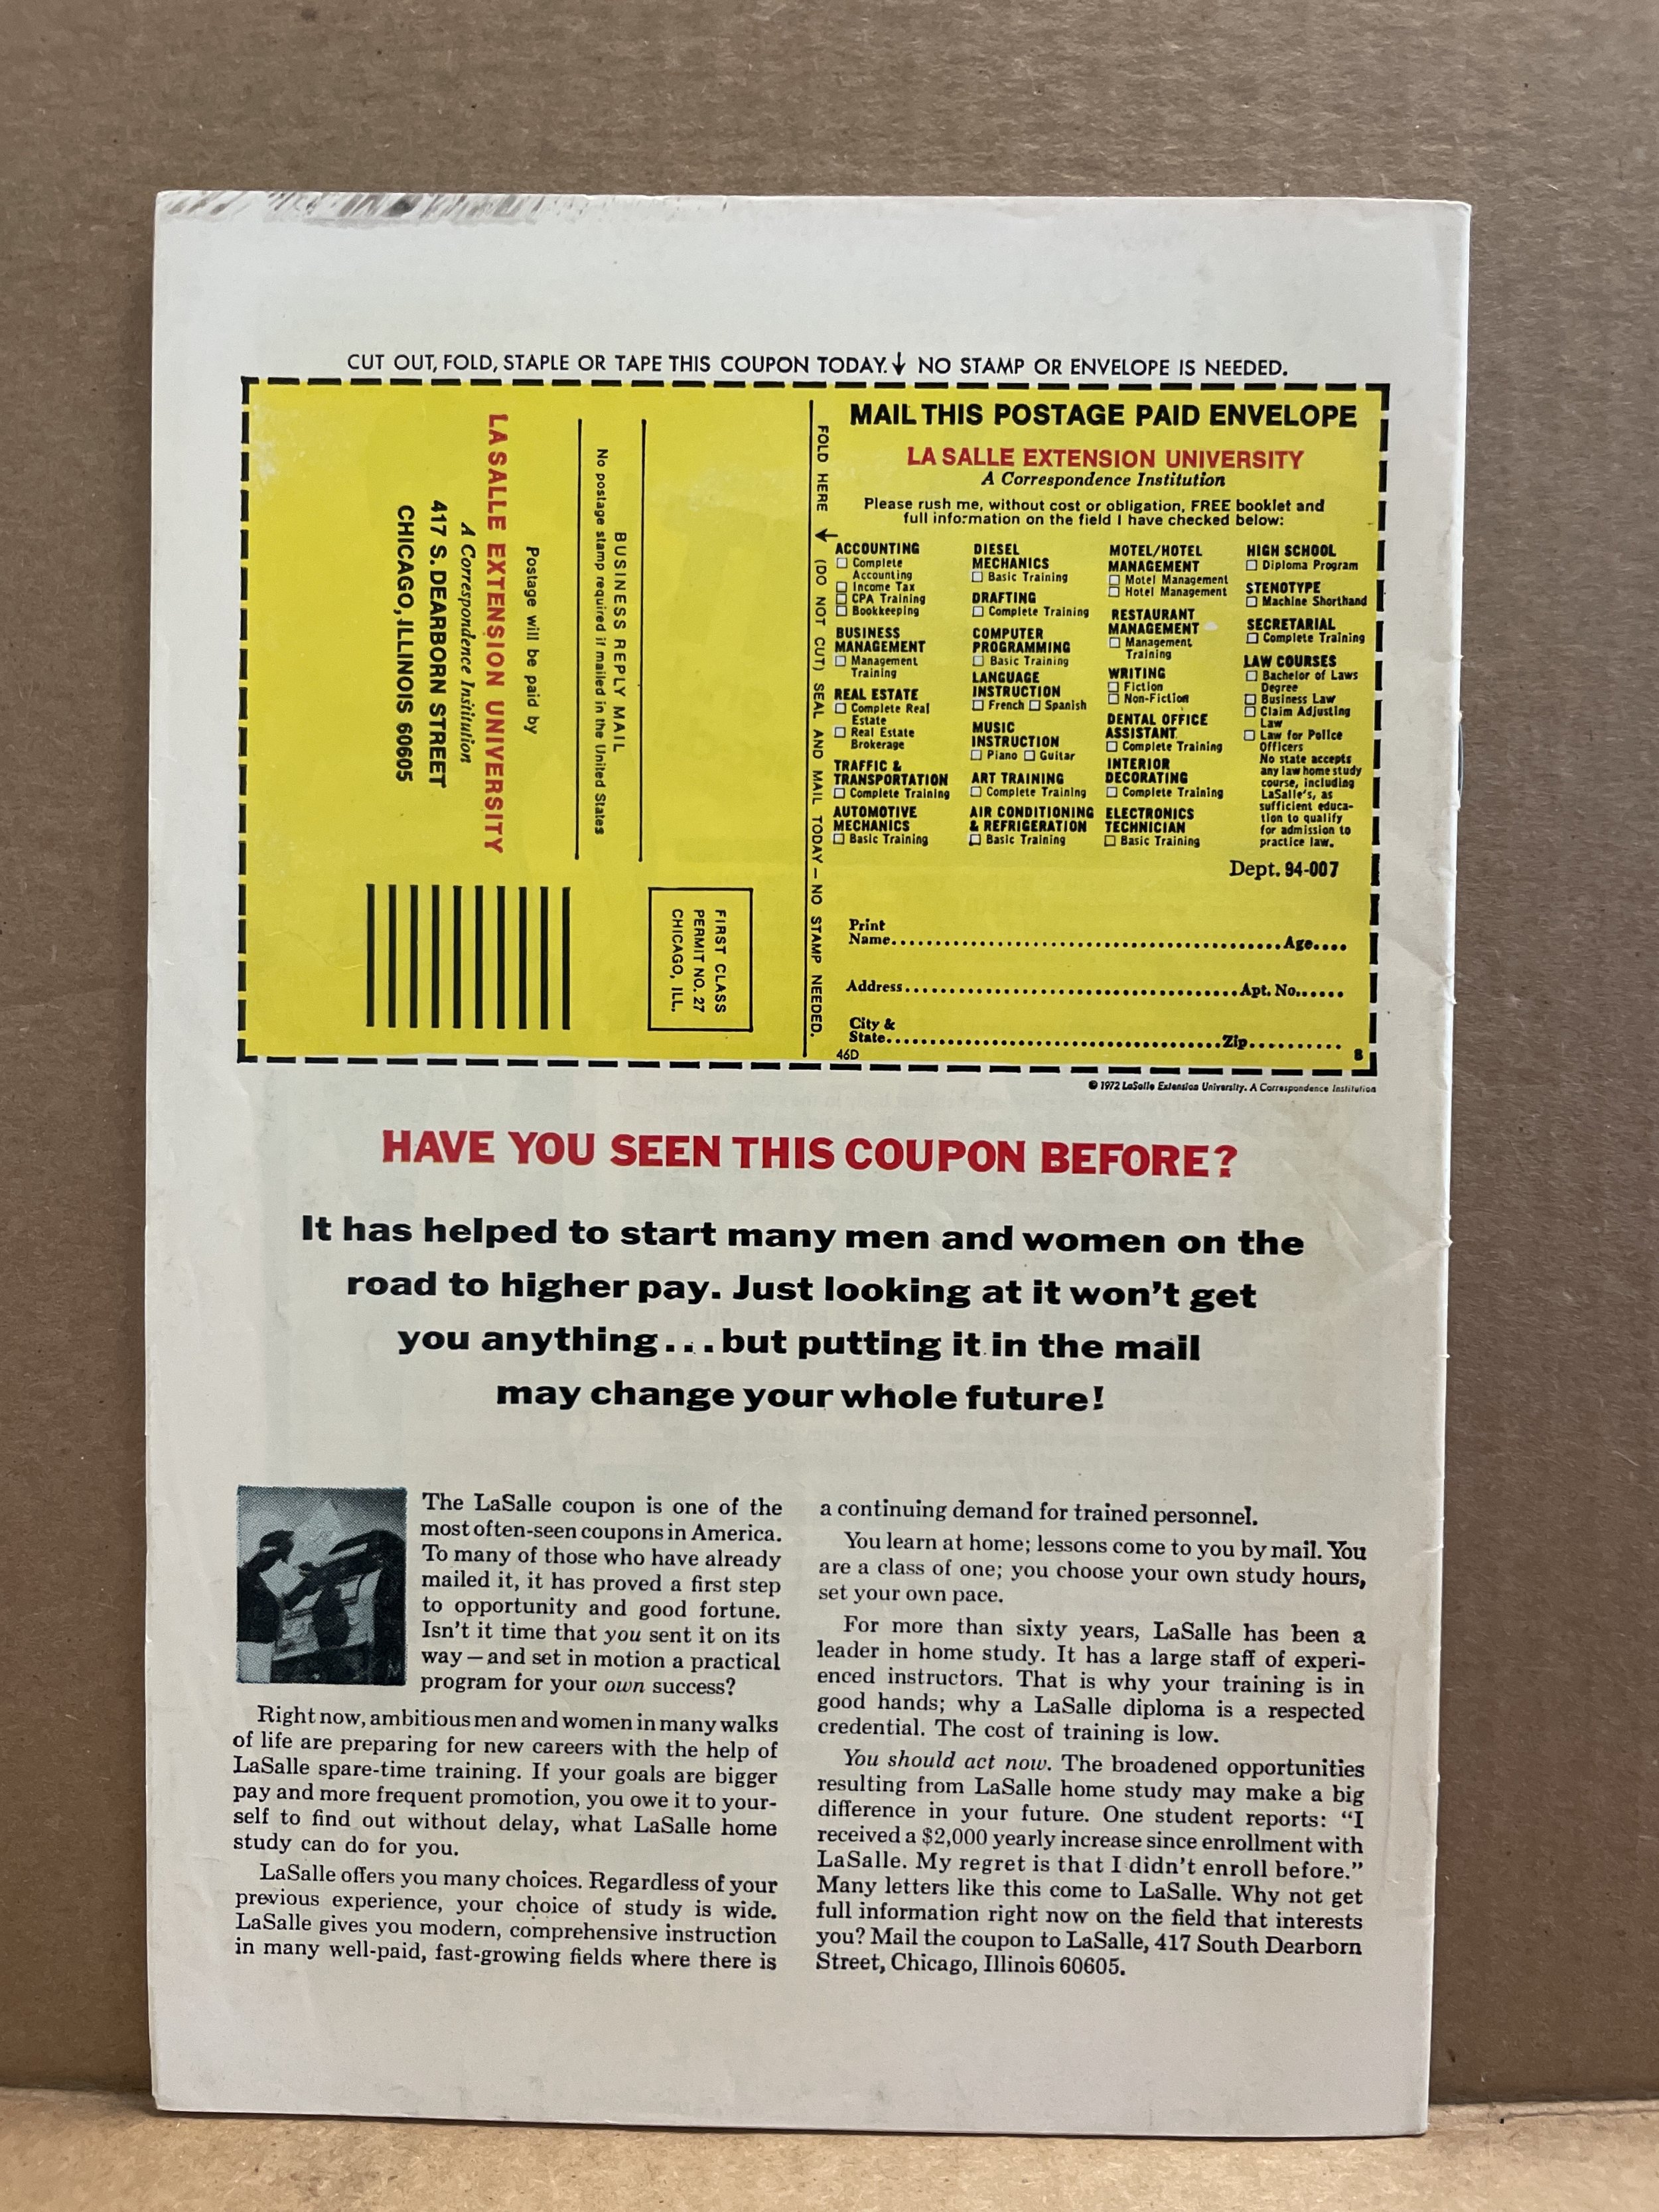 CUT OUT, FOLD, STAPLE OR TAPE THIS COUPON TODAY. ↓ NO STAMP OR ENVELOPE IS NEEDED.
BUSINESS REPLY MAIL
No postage stamp required if mailed in the United States
Postage will be paid by
LA SALLE EXTENSION UNIVERSITY
A Correspondence Institution
417 S. DEARBORN STREET
CHICAGO, ILLINOIS 60605
FIRST CLASS
PERMIT NO. 27
CHICAGO, ILL.
FOLD HERE ← (DO NOT CUT) SEAL AND MAIL TODAY — NO STAMP NEEDED.
MAIL THIS POSTAGE PAID ENVELOPE
LA SALLE EXTENSION UNIVERSITY
A Correspondence Institution
Please rush me, without cost or obligation, FREE booklet and
full information on the field I have checked below:
ACCOUNTING
☐ Complete
Accounting
☐ Income Tax
☐ CPA Training
☐ Bookkeeping
BUSINESS
MANAGEMENT
☐ Management
Training
REAL ESTATE
☐ Complete Real
Estate
☐ Real Estate
Brokerage
TRAFFIC &
TRANSPORTATION
☐ Complete Training
AUTOMOTIVE
MECHANICS
☐ Basic Training
DIESEL
MECHANICS
☐ Basic Training
DRAFTING
☐ Complete Training
COMPUTER
PROGRAMMING
☐ Basic Training
LANGUAGE
INSTRUCTION
☐ French ☐ Spanish
MUSIC
INSTRUCTION
☐ Piano ☐ Guitar
ART TRAINING
☐ Complete Training
AIR CONDITIONING
& REFRIGERATION
☐ Basic Training
MOTEL/HOTEL
MANAGEMENT
☐ Motel Management
☐ Hotel Management
RESTAURANT
MANAGEMENT
☐ Management
Training
WRITING
☐ Fiction
☐ Non-Fiction
DENTAL OFFICE
ASSISTANT
☐ Complete Training
INTERIOR
DECORATING
☐ Complete Training
ELECTRONICS
TECHNICIAN
☐ Basic Training
HIGH SCHOOL
☐ Diploma Program
STENOTYPE
☐ Machine Shorthand
SECRETARIAL
☐ Complete Training
LAW COURSES
☐ Bachelor of Laws
Degree
☐ Business Law
☐ Claim Adjusting
Law
☐ Law for Police
Officers
No state accepts
any law home study
course, including
LaSalle's, as
sufficient educa-
tion to qualify
for admission to
practice law.
Dept. 94-007
Print
Name.....Age....
Address.....Apt. No......
City &
State.....Zip..........
46D 8
© 1972 LaSalle Extension University. A Correspondence Institution
HAVE YOU SEEN THIS COUPON BEFORE?
It has helped to start many men and women on the
road to higher pay. Just looking at it won't get
you anything...but putting it in the mail
may change your whole future!
The LaSalle coupon is one of the
most often-seen coupons in America.
To many of those who have already
mailed it, it has proved a first step
to opportunity and good fortune.
Isn't it time that you sent it on its
way—and set in motion a practical
program for your own success?
Right now, ambitious men and women in many walks
of life are preparing for new careers with the help of
LaSalle spare-time training. If your goals are bigger
pay and more frequent promotion, you owe it to your-
self to find out without delay, what LaSalle home
study can do for you.
LaSalle offers you many choices. Regardless of your
previous experience, your choice of study is wide.
LaSalle gives you modern, comprehensive instruction
in many well-paid, fast-growing fields where there is
a continuing demand for trained personnel.
You learn at home; lessons come to you by mail. You
are a class of one; you choose your own study hours,
set your own pace.
For more than sixty years, LaSalle has been a
leader in home study. It has a large staff of experi-
enced instructors. That is why your training is in
good hands; why a LaSalle diploma is a respected
credential. The cost of training is low.
You should act now. The broadened opportunities
resulting from LaSalle home study may make a big
difference in your future. One student reports: "I
received a $2,000 yearly increase since enrollment with
LaSalle. My regret is that I didn't enroll before."
Many letters like this come to LaSalle. Why not get
full information right now on the field that interests
you? Mail the coupon to LaSalle, 417 South Dearborn
Street, Chicago, Illinois 60605.